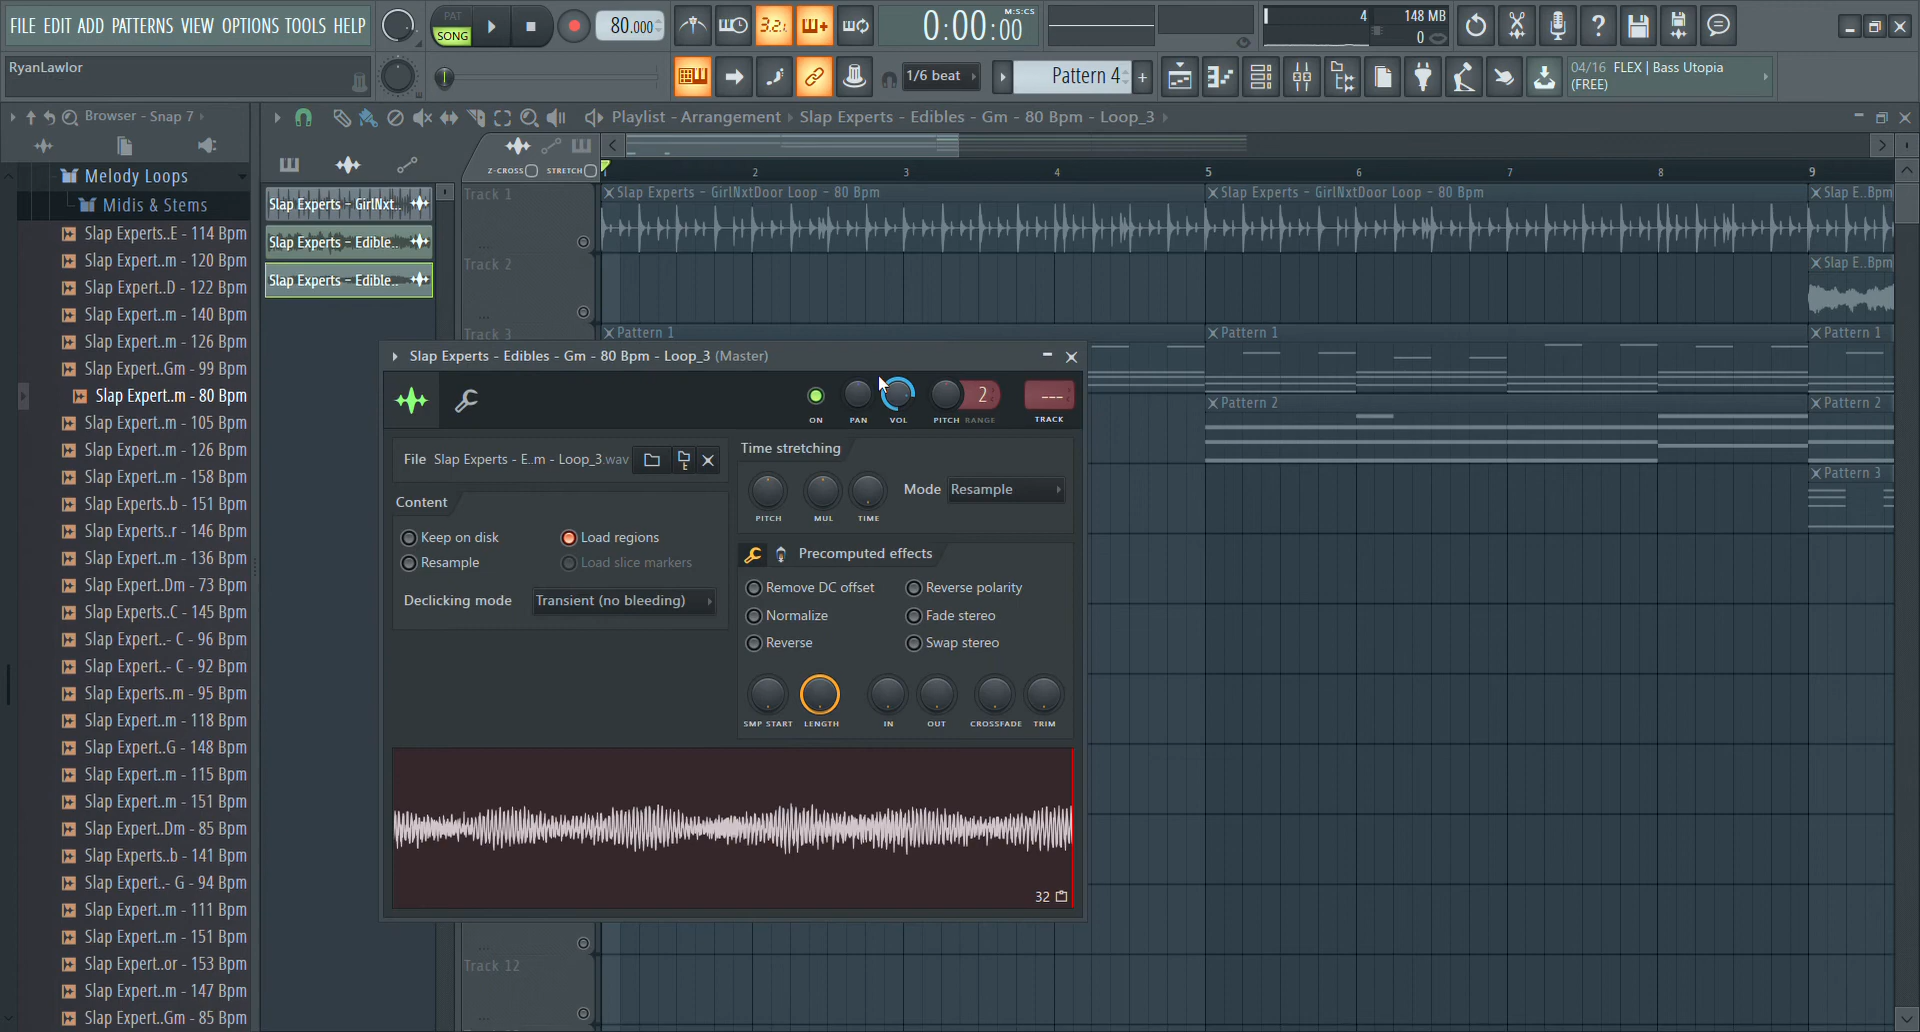 FILE EDIT ADD PATTERNS VIEW OPTIONS TOOLS HELP
PAT
SONG
80.000
3.2.
0:00:00
M:S:CS
4
148 MB
0
RyanLawlor
1/6 beat
Pattern 4
04/16 FLEX | Bass Utopia
(FREE)
Browser - Snap 7
Melody Loops
Midis & Stems
Slap Experts..E - 114 Bpm
Slap Expert..m - 120 Bpm
Slap Expert..D - 122 Bpm
Slap Expert..m - 140 Bpm
Slap Expert..m - 126 Bpm
Slap Expert..Gm - 99 Bpm
Slap Expert..m - 80 Bpm
Slap Expert..m - 105 Bpm
Slap Expert..m - 126 Bpm
Slap Expert..m - 158 Bpm
Slap Experts..b - 151 Bpm
Slap Experts..r - 146 Bpm
Slap Expert..m - 136 Bpm
Slap Expert..Dm - 73 Bpm
Slap Experts..C - 145 Bpm
Slap Expert..- C - 96 Bpm
Slap Expert..- C - 92 Bpm
Slap Experts..m - 95 Bpm
Slap Expert..m - 118 Bpm
Slap Expert..G - 148 Bpm
Slap Expert..m - 115 Bpm
Slap Expert..m - 151 Bpm
Slap Expert..Dm - 85 Bpm
Slap Experts..b - 141 Bpm
Slap Expert..- G - 94 Bpm
Slap Expert..m - 111 Bpm
Slap Expert..m - 151 Bpm
Slap Expert..or - 153 Bpm
Slap Expert..m - 147 Bpm
Slap Expert..Gm - 85 Bpm
Playlist - Arrangement
Slap Experts - Edibles - Gm - 80 Bpm - Loop_3
Slap Experts - GirlNxt..
Slap Experts - Edible..
Slap Experts - Edible..
Z-CROSS
STRETCH
2 3 4 5 6 7 8 9
Track 1
Slap Experts - GirlNxtDoor Loop - 80 Bpm
Slap Experts - GirlNxtDoor Loop - 80 Bpm
Slap E..Bpm
Track 2
Slap E..Bpm
Track 3
Pattern 1
Pattern 1
Pattern 1
Pattern 2
Pattern 2
Pattern 3
Track 12
Slap Experts - Edibles - Gm - 80 Bpm - Loop_3 (Master)
ON
PAN
VOL
PITCH
RANGE
2
---
TRACK
File Slap Experts - E..m - Loop_3.wav
Content
Keep on disk
Load regions
Resample
Load slice markers
Declicking mode
Transient (no bleeding)
Time stretching
PITCH
MUL
TIME
Mode
Resample
Precomputed effects
Remove DC offset
Reverse polarity
Normalize
Fade stereo
Reverse
Swap stereo
SMP START
LENGTH
IN
OUT
CROSSFADE
TRIM
32